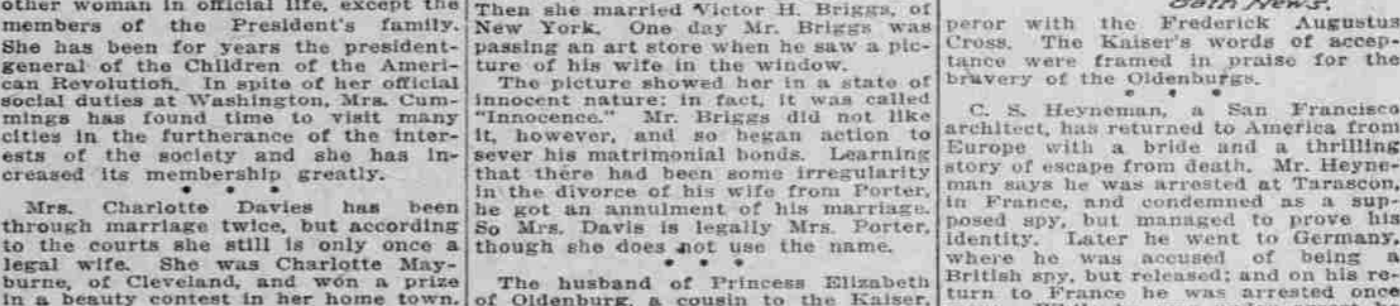 other woman in official life, except the
members of the President's family.
She has been for years the president-
general of the Children of the Ameri-
can Revolution. In spite of her official
social duties at Washington, Mrs. Cum-
mings has found time to visit many
cities in the furtherance of the inter-
ests of the society and she has in-
creased its membership greatly.
* * *
Mrs. Charlotte Davies has been
through marriage twice, but according
to the courts she still is only once a
legal wife. She was Charlotte May-
burne, of Cleveland, and won a prize
in a beauty contest in her home town.
Then she married Victor H. Briggs, of
New York. One day Mr. Briggs was
passing an art store when he saw a pic-
ture of his wife in the window.
The picture showed her in a state of
innocent nature; in fact, it was called
"Innocence." Mr. Briggs did not like
it, however, and so began action to
sever his matrimonial bonds. Learning
that there had been some irregularity
in the divorce of his wife from Porter,
he got an annulment of his marriage.
So Mrs. Davis is legally Mrs. Porter,
though she does not use the name.
* * *
The husband of Princess Elizabeth
of Oldenburg, a cousin to the Kaiser,
News.
peror with the Frederick Augustus
Cross. The Kaiser's words of accep-
tance were framed in praise for the
bravery of the Oldenburgs.
* * *
C. S. Heyneman, a San Francisco
architect, has returned to America from
Europe with a bride and a thrilling
story of escape from death. Mr. Heyne-
man says he was arrested at Tarascon,
in France, and condemned as a sup-
posed spy, but managed to prove his
identity. Later he went to Germany,
where he was accused of being a
British spy, but released; and on his re-
turn to France he was arrested once